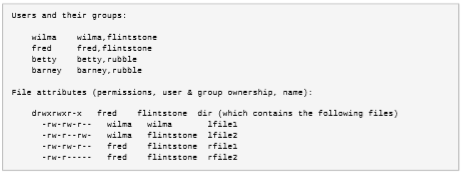 Users and their groups:
wilma wilma,flintstone
fred fred,flintstone
betty betty,rubble
barney barney,rubble
File attributes (permissions, user & group ownership, name):
drwxrwxr-x fred flintstone dir (which contains the following files)
-rw-rw-r-- wilma wilma lfile1
-rw-r--rw- wilma flintstone lfile2
-rw-rw-r-- fred flintstone rfile1
-rw-r----- fred flintstone rfile2